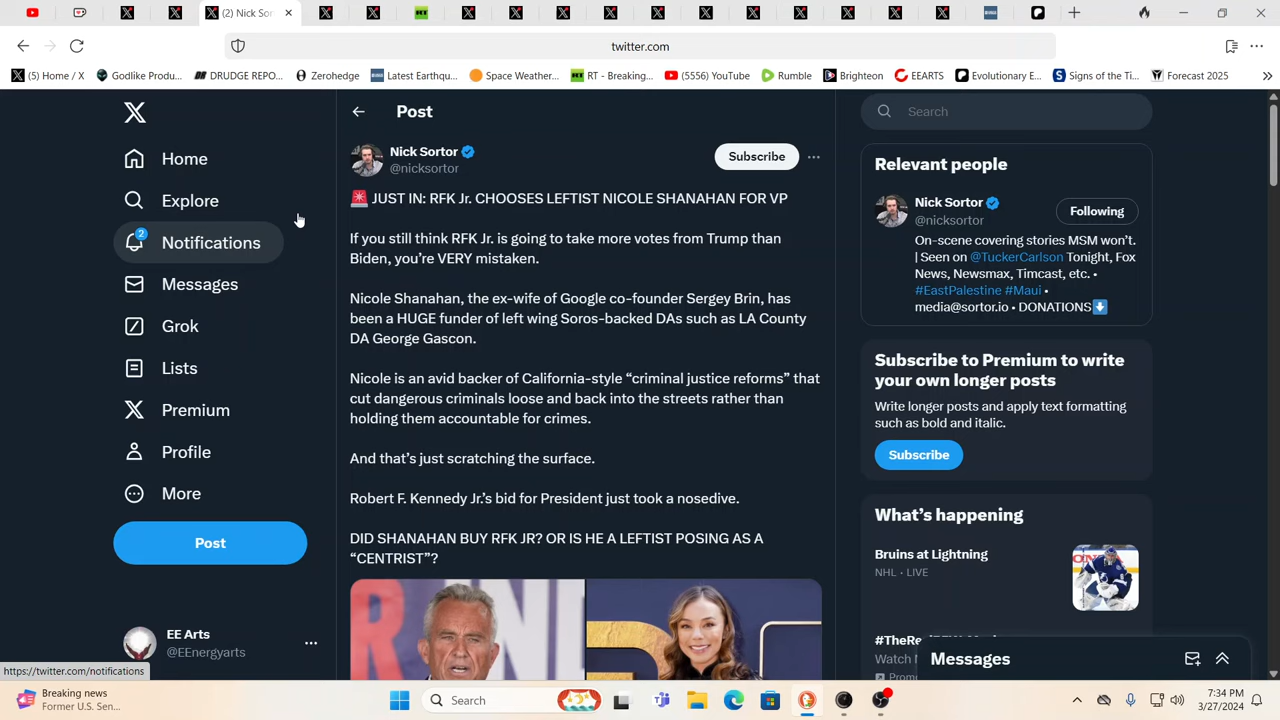 (2) Nick Sor
twitter.com
(5) Home / X
Godlike Produ...
DRUDGE REPO...
Zerohedge
Latest Earthqu...
Space Weather...
RT - Breaking...
(5556) YouTube
Rumble
Brighteon
EEARTS
Evolutionary E...
Signs of the Ti...
Forecast 2025
Home
Explore
2
Notifications
Messages
Grok
Lists
Premium
Profile
More
Post
EE Arts
@EEnergyarts
https://twitter.com/notifications
Post
Nick Sortor
@nicksortor
Subscribe
🚨 JUST IN: RFK Jr. CHOOSES LEFTIST NICOLE SHANAHAN FOR VP
If you still think RFK Jr. is going to take more votes from Trump than
Biden, you’re VERY mistaken.
Nicole Shanahan, the ex-wife of Google co-founder Sergey Brin, has
been a HUGE funder of left wing Soros-backed DAs such as LA County
DA George Gascon.
Nicole is an avid backer of California-style “criminal justice reforms” that
cut dangerous criminals loose and back into the streets rather than
holding them accountable for crimes.
And that’s just scratching the surface.
Robert F. Kennedy Jr.’s bid for President just took a nosedive.
DID SHANAHAN BUY RFK JR? OR IS HE A LEFTIST POSING AS A
“CENTRIST”?
Search
Relevant people
Nick Sortor
@nicksortor
Following
On-scene covering stories MSM won’t.
| Seen on @TuckerCarlson Tonight, Fox
News, Newsmax, Timcast, etc. •
#EastPalestine #Maui •
media@sortor.io • DONATIONS⬇️
Subscribe to Premium to write
your own longer posts
Write longer posts and apply text formatting
such as bold and italic.
Subscribe
What’s happening
Bruins at Lightning
NHL • LIVE
Messages
Breaking news
Former U.S. Sen...
Search
7:34 PM
3/27/2024